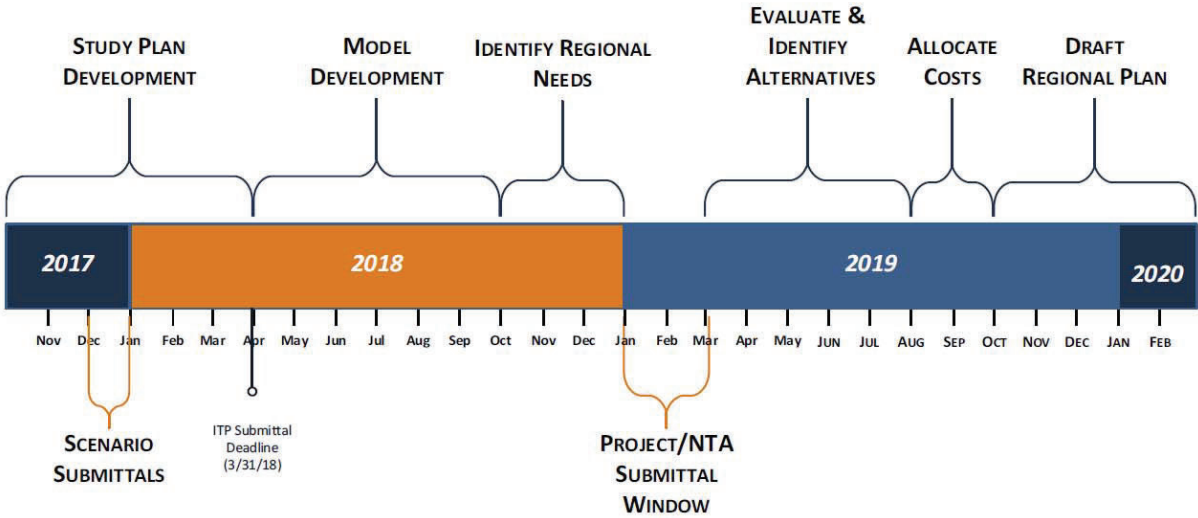 STUDY PLAN
DEVELOPMENT
MODEL
DEVELOPMENT
IDENTIFY REGIONAL
NEEDS
EVALUATE &
IDENTIFY
ALTERNATIVES
ALLOCATE
COSTS
DRAFT
REGIONAL PLAN
2017
2018
2019
2020
Nov Dec Jan Feb Mar Apr May Jun Jul Aug Sep Oct Nov Dec Jan Feb Mar Apr May JUN JUL AUG SEP OCT NOV DEC JAN FEB
SCENARIO
SUBMITTALS
ITP Submittal
Deadline
(3/31/18)
PROJECT/NTA
SUBMITTAL
WINDOW